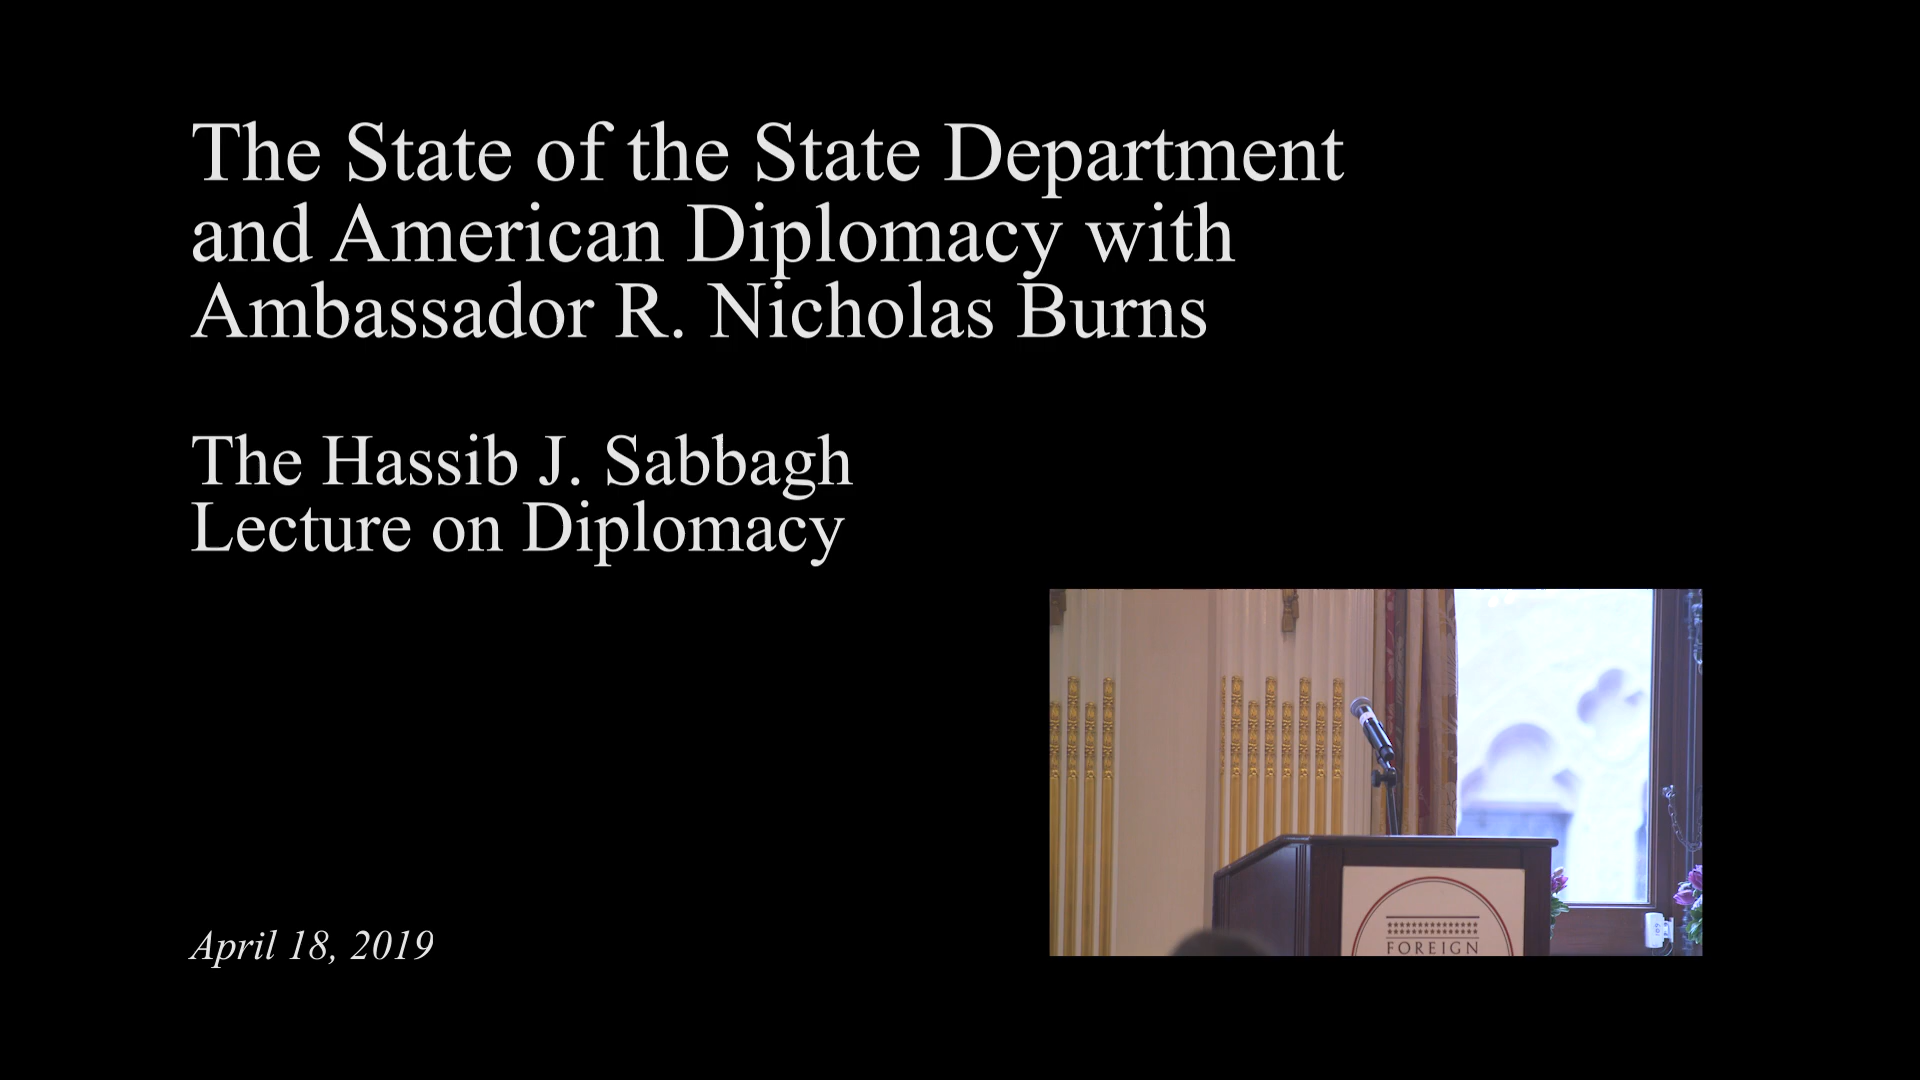 The State of the State Department
and American Diplomacy with
Ambassador R. Nicholas Burns
The Hassib J. Sabbagh
Lecture on Diplomacy
April 18, 2019
FOREIGN